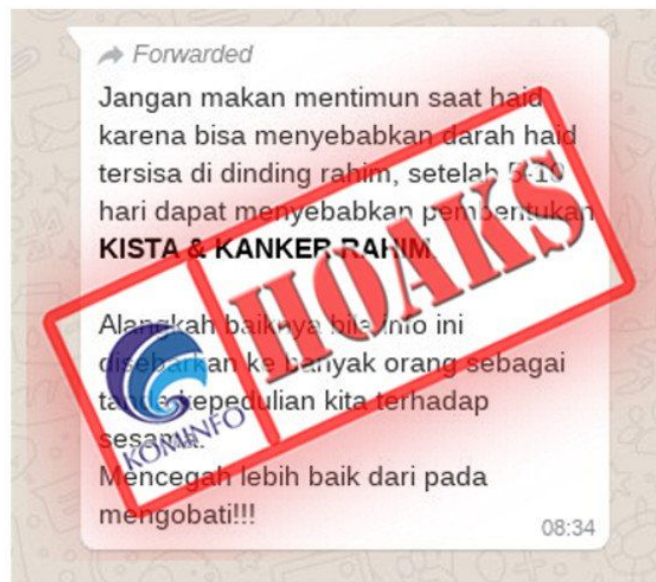 Forwarded
Jangan makan mentimun saat haid
karena bisa menyebabkan darah haid
tersisa di dinding rahim, setelah 5-10
hari dapat menyebabkan pembentukan
KISTA & KANKER RAHIM.
Alangkah baiknya bila info ini
disebarkan ke banyak orang sebagai
tanda kepedulian kita terhadap
sesama.
Mencegah lebih baik dari pada
mengobati!!!
08:34
KOMINFO
HOAKS